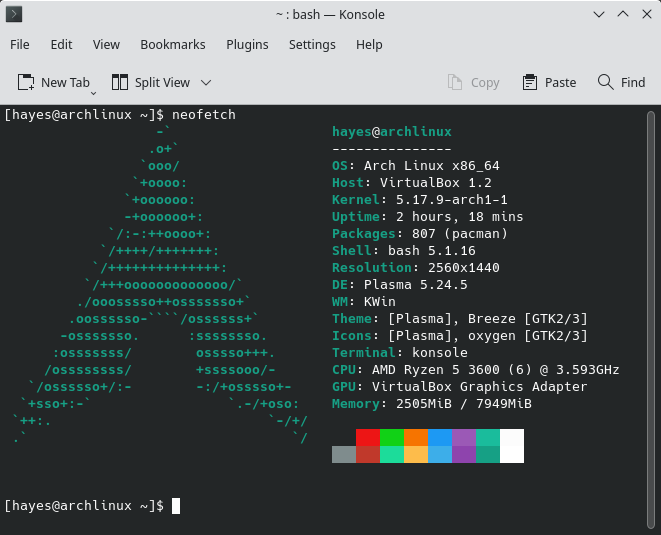 ~ : bash — Konsole
File Edit View Bookmarks Plugins Settings Help
New Tab Split View Copy Paste Find
[hayes@archlinux ~]$ neofetch
                   -`                    hayes@archlinux
                  .o+`                   ---------------
                 `ooo/                   OS: Arch Linux x86_64
                `+oooo:                  Host: VirtualBox 1.2
               `+oooooo:                 Kernel: 5.17.9-arch1-1
               -+oooooo+:                Uptime: 2 hours, 18 mins
             `/:-:++oooo+:               Packages: 807 (pacman)
            `/++++/+++++++:              Shell: bash 5.1.16
           `/++++++++++++++:             Resolution: 2560x1440
          `/+++ooooooooooooo/`           DE: Plasma 5.24.5
         ./ooosssso++osssssso+`          WM: KWin
        .oossssso-````/ossssss+`         Theme: [Plasma], Breeze [GTK2/3]
       -osssssso.      :ssssssso.        Icons: [Plasma], oxygen [GTK2/3]
      :osssssss/        osssso+++.       Terminal: konsole
     /ossssssss/        +ssssooo/-       CPU: AMD Ryzen 5 3600 (6) @ 3.593GHz
   `/ossssso+/:-        -:/+osssso+-     GPU: VirtualBox Graphics Adapter
  `+sso+:-`                 `.-/+oso:    Memory: 2505MiB / 7949MiB
 `++:.                           `-/+/
 .`                                 `/
[hayes@archlinux ~]$